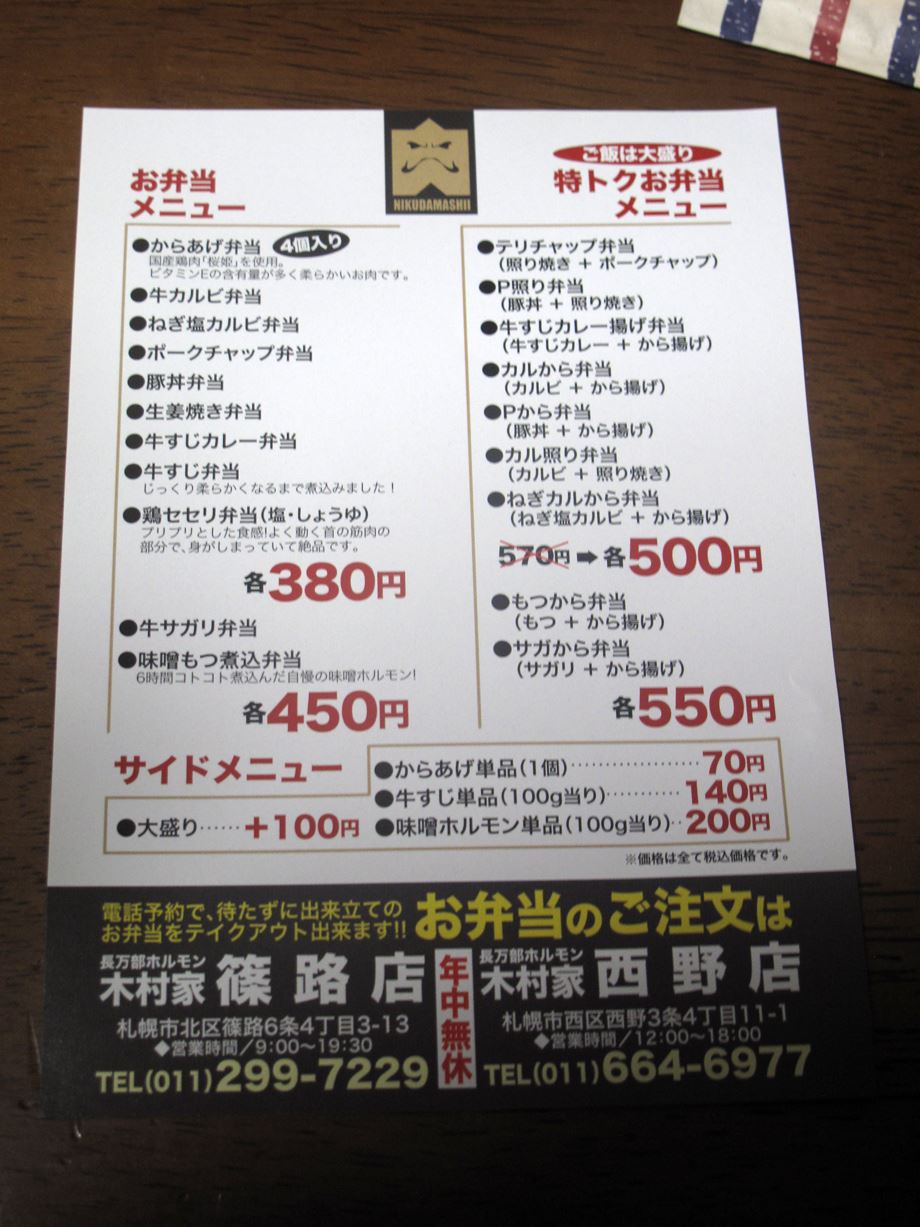 NIKUDAMASHII
お弁当
メニュー
●からあげ弁当 4個入り
国産鶏肉「桜姫」を使用。
ビタミンEの含有量が多く柔らかいお肉です。
●牛カルビ弁当
●ねぎ塩カルビ弁当
●ポークチャップ弁当
●豚丼弁当
●生姜焼き弁当
●牛すじカレー弁当
●牛すじ弁当
じっくり柔らかくなるまで煮込みました!
●鶏セセリ弁当(塩・しょうゆ)
プリプリとした食感!よく動く首の筋肉の
部分で、身がしまっていて絶品です。
各380円
●牛サガリ弁当
●味噌もつ煮込弁当
6時間コトコト煮込んだ自慢の味噌ホルモン!
各450円
ご飯は大盛り
特トクお弁当
メニュー
●テリチャップ弁当
(照り焼き + ポークチャップ)
●P照り弁当
(豚丼 + 照り焼き)
●牛すじカレー揚げ弁当
(牛すじカレー + から揚げ)
●カルから弁当
(カルビ + から揚げ)
●Pから弁当
(豚丼 + から揚げ)
●カル照り弁当
(カルビ + 照り焼き)
●ねぎカルから弁当
(ねぎ塩カルビ + から揚げ)
570円➡各500円
●もつから弁当
(もつ + から揚げ)
●サガから弁当
(サガリ + から揚げ)
各550円
サイドメニュー
●大盛り……+100円
●からあげ単品(1個)…………………70円
●牛すじ単品(100g当り)…………140円
●味噌ホルモン単品(100g当り)‥200円
※価格は全て税込価格です。
電話予約で、待たずに出来立ての
お弁当をテイクアウト出来ます!!
お弁当のご注文は
長万部ホルモン
木村家 篠路店
札幌市北区篠路6条4丁目3-13
◆営業時間/9:00〜19:30
TEL(011)299-7229
年中無休
長万部ホルモン
木村家 西野店
札幌市西区西野3条4丁目11-1
◆営業時間/12:00〜18:00
TEL(011)664-6977